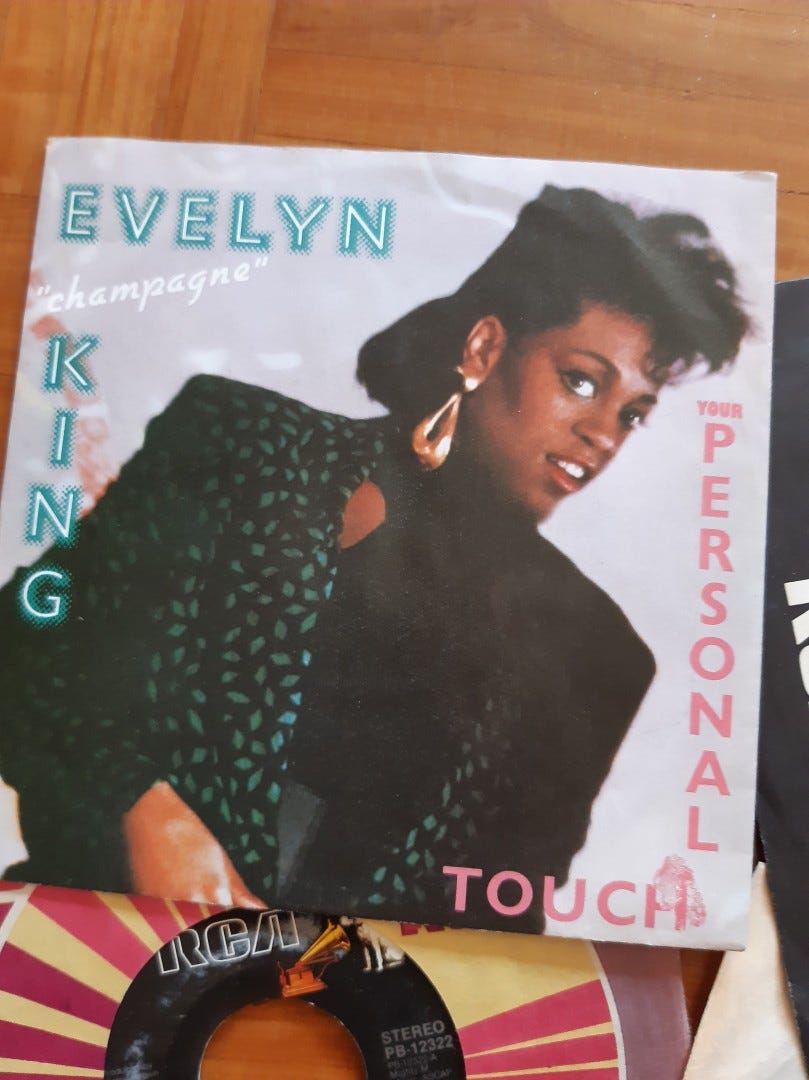 EVELYN
"champagne"
KING
YOUR
PERSONAL
TOUCH
RCA
STEREO
PB-12322